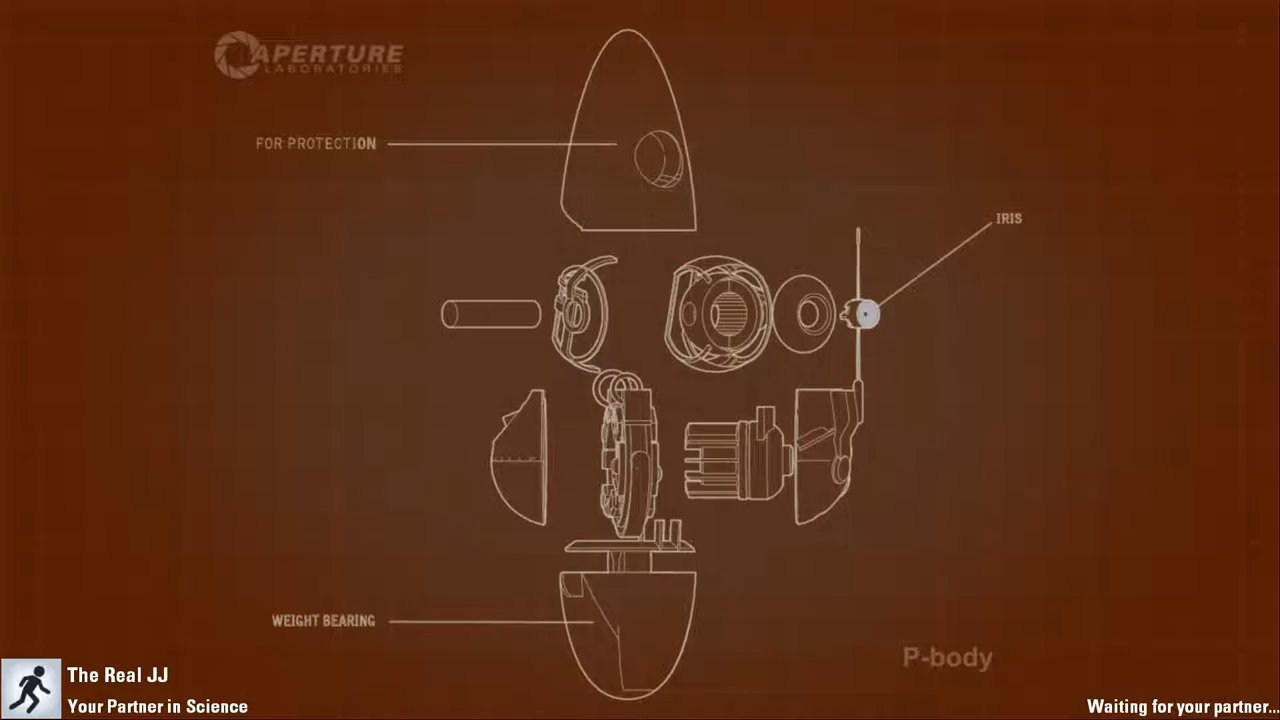 APERTURE
LABORATORIES
FOR PROTECTION
IRIS
WEIGHT BEARING
P-body
The Real JJ
Your Partner in Science
Waiting for your partner...